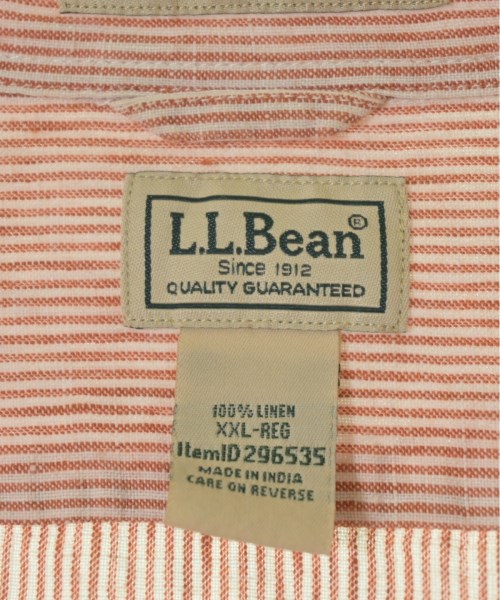 L.L.Bean®
Since 1912
QUALITY GUARANTEED
100% LINEN
XXL-REG
ItemID 296535
MADE IN INDIA
CARE ON REVERSE